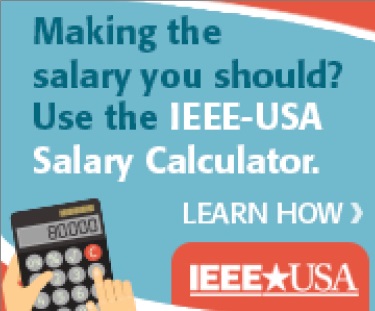 Making the
salary you should?
Use the IEEE-USA
Salary Calculator.
LEARN HOW ⟩
80,000
C
IEEE★USA